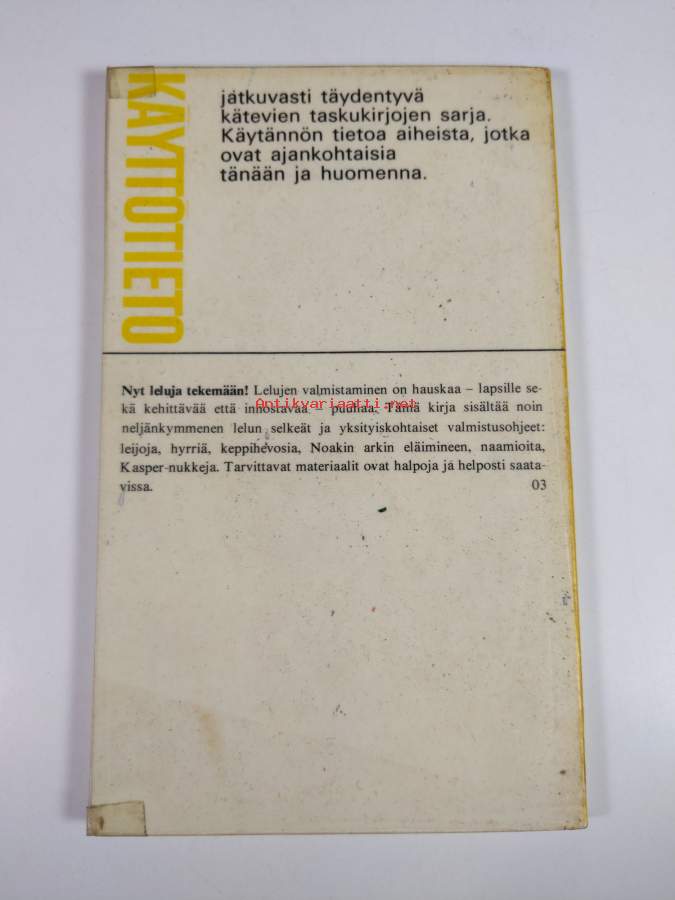 KÄYTTÖTIETO
jatkuvasti täydentyvä
kätevien taskukirjojen sarja.
Käytännön tietoa aiheista, jotka
ovat ajankohtaisia
tänään ja huomenna.
Nyt leluja tekemään! Lelujen valmistaminen on hauskaa – lapsille se-
kä kehittävää että innostavaa – puuhaa. Tämä kirja sisältää noin
Antikvariaatti.net
neljänkymmenen lelun selkeät ja yksityiskohtaiset valmistusohjeet:
leijoja, hyrriä, keppihevosia, Noakin arkin eläimineen, naamioita,
Kasper-nukkeja. Tarvittavat materiaalit ovat halpoja ja helposti saata-
vissa. 03